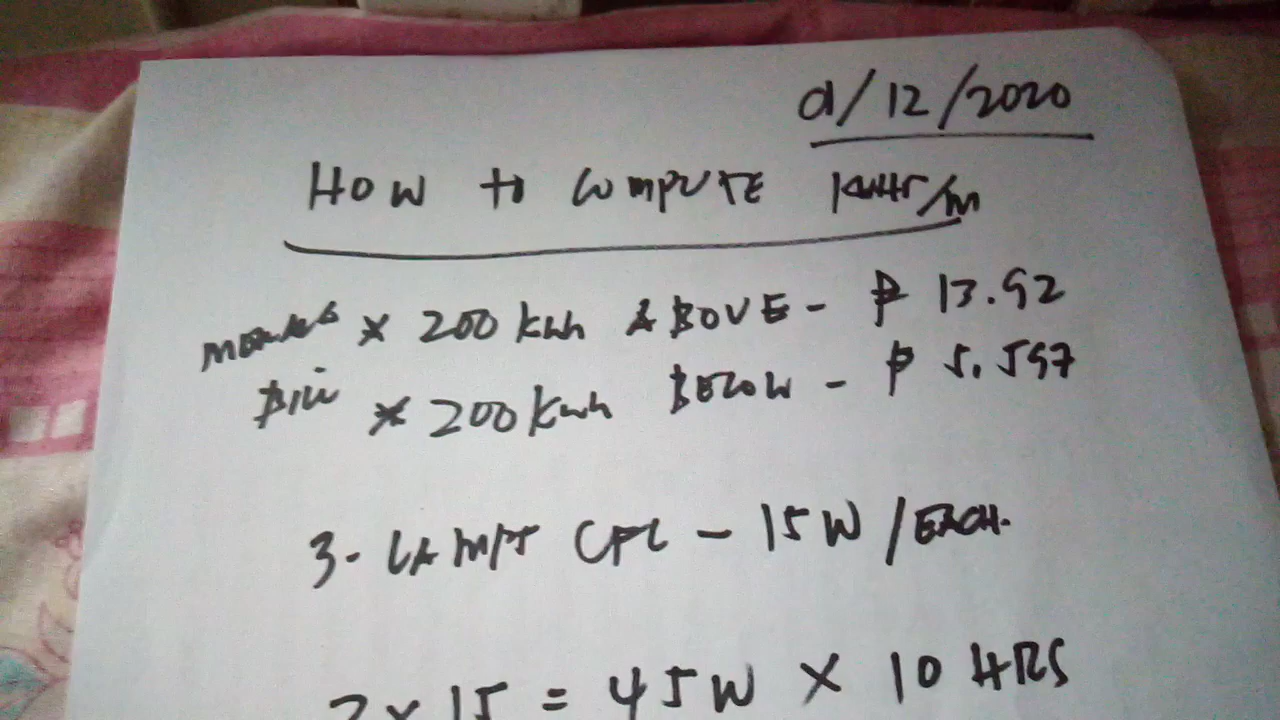 01/12/2020
HOW to COMPUTE KWHr/m
* 200 Kwh ABOVE - ₱ 13.92
BILL * 200 Kwh BELOW - ₱ 5.597
3 - LAMPS CFL - 15W/EACH.
3 x 15 = 45W x 10 HRS